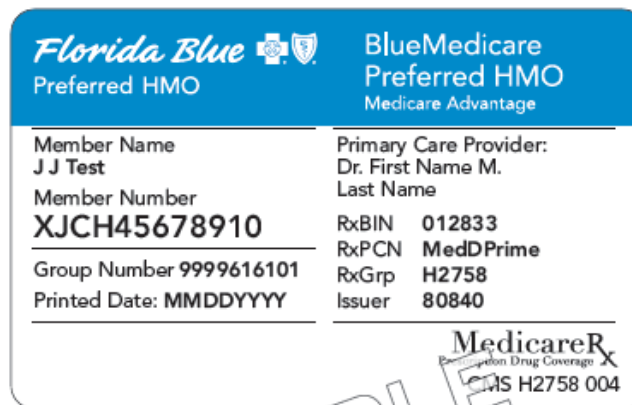 Florida Blue
Preferred HMO
BlueMedicare
Preferred HMO
Medicare Advantage
Member Name
J J Test
Member Number
XJCH45678910
Group Number 9999616101
Printed Date: MMDDYYYY
Primary Care Provider:
Dr. First Name M.
Last Name
RxBIN 012833
RxPCN MedDPrime
RxGrp H2758
Issuer 80840
MedicareRx
Prescription Drug Coverage
CMS H2758 004